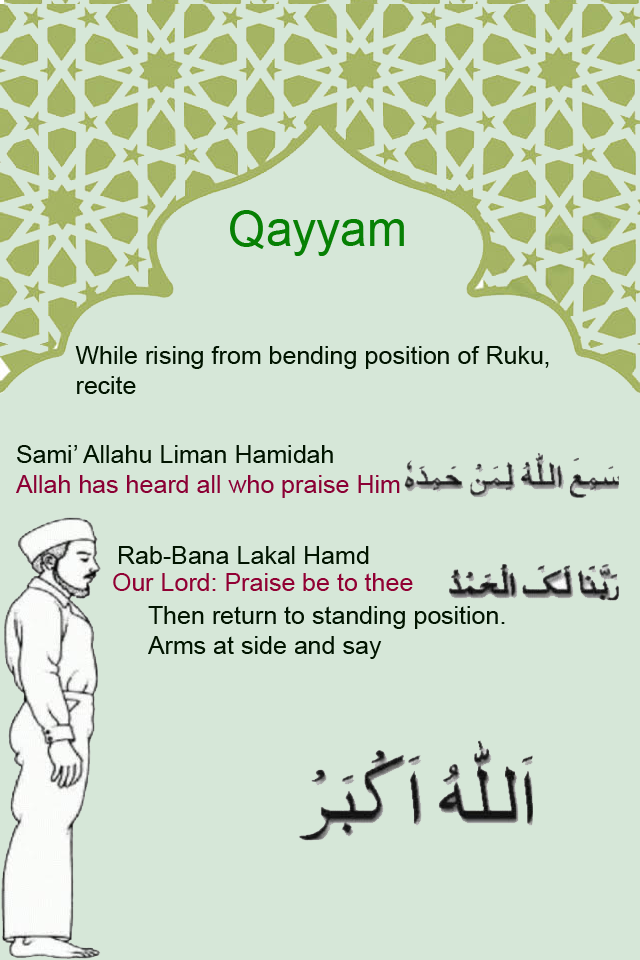 Qayyam
While rising from bending position of Ruku,
recite
Sami’ Allahu Liman Hamidah
Allah has heard all who praise Him
سَمِعَ اللّٰهُ لِمَنْ حَمِدَهٗ
Rab-Bana Lakal Hamd
Our Lord: Praise be to thee
رَبَّنَا لَکَ الْحَمْدُ
Then return to standing position.
Arms at side and say
اَللّٰهُ اَكْبَرُ